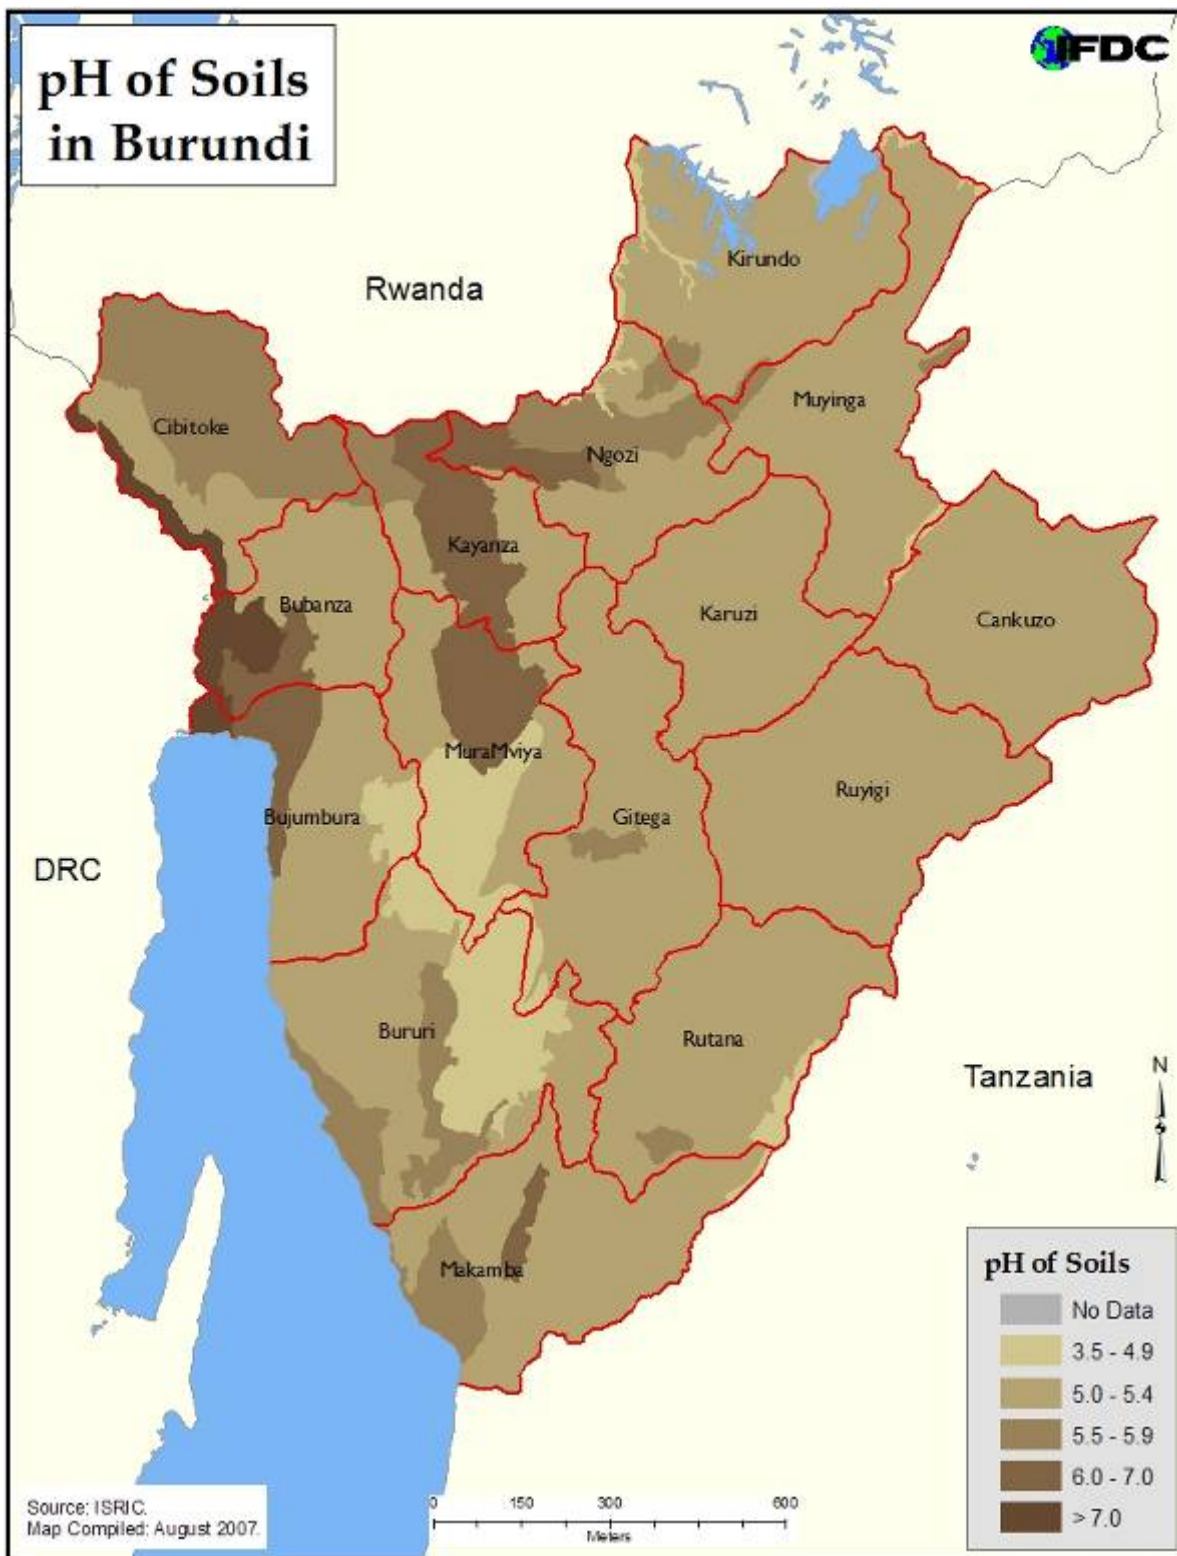 pH of Soils
in Burundi
IFDC
Rwanda
Kirundo
Cibitoke
Muyinga
Ngozi
Kayanza
Bubanza
Karuzi
Cankuzo
MuraMviya
Ruyigi
Bujumbura
Gitega
DRC
Bururi
Rutana
Tanzania
N
Makamba
pH of Soils
No Data
3.5 - 4.9
5.0 - 5.4
5.5 - 5.9
6.0 - 7.0
> 7.0
Source: ISRIC.
Map Compiled: August 2007.
0 150 300 600
Meters